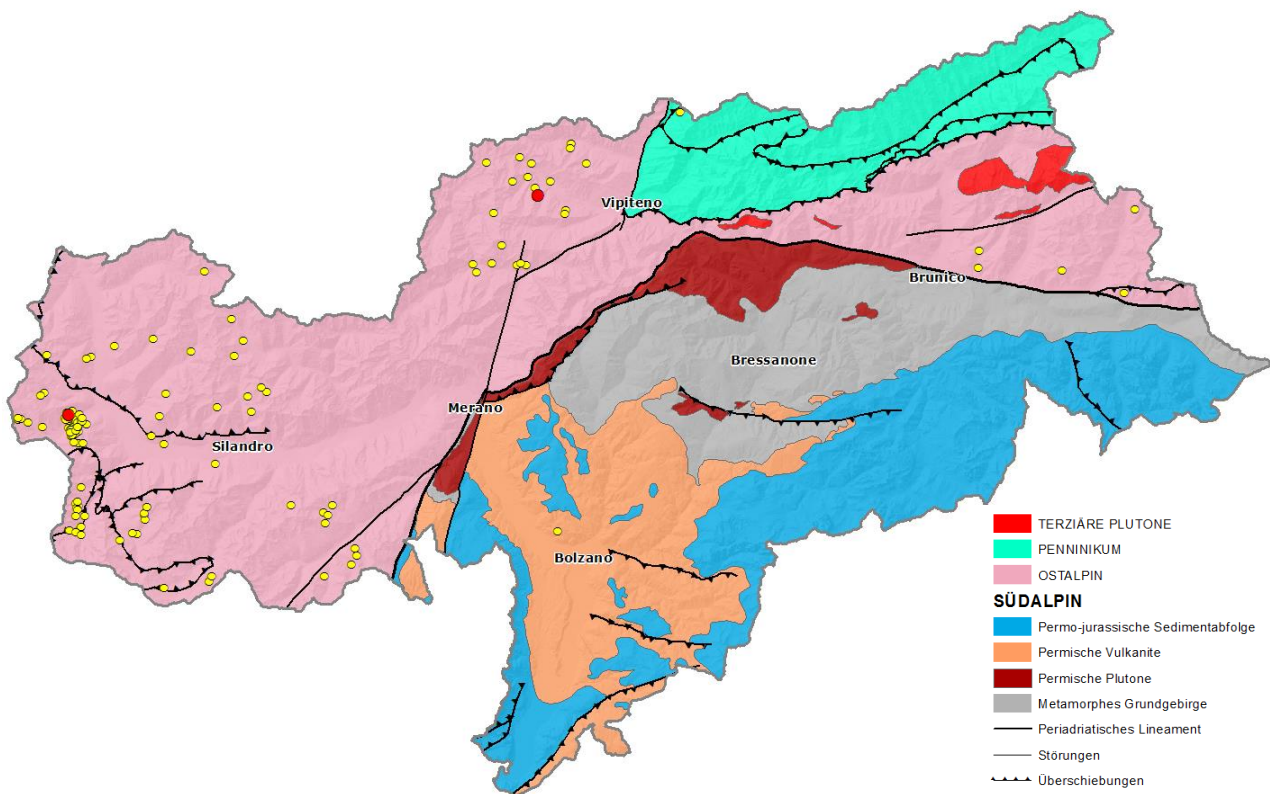 Vipiteno
Brunico
Bressanone
Merano
Silandro
Bolzano
TERZIÄRE PLUTONE
PENNINIKUM
OSTALPIN
SÜDALPIN
Permo-jurassische Sedimentabfolge
Permische Vulkanite
Permische Plutone
Metamorphes Grundgebirge
Periadriatisches Lineament
Störungen
Überschiebungen